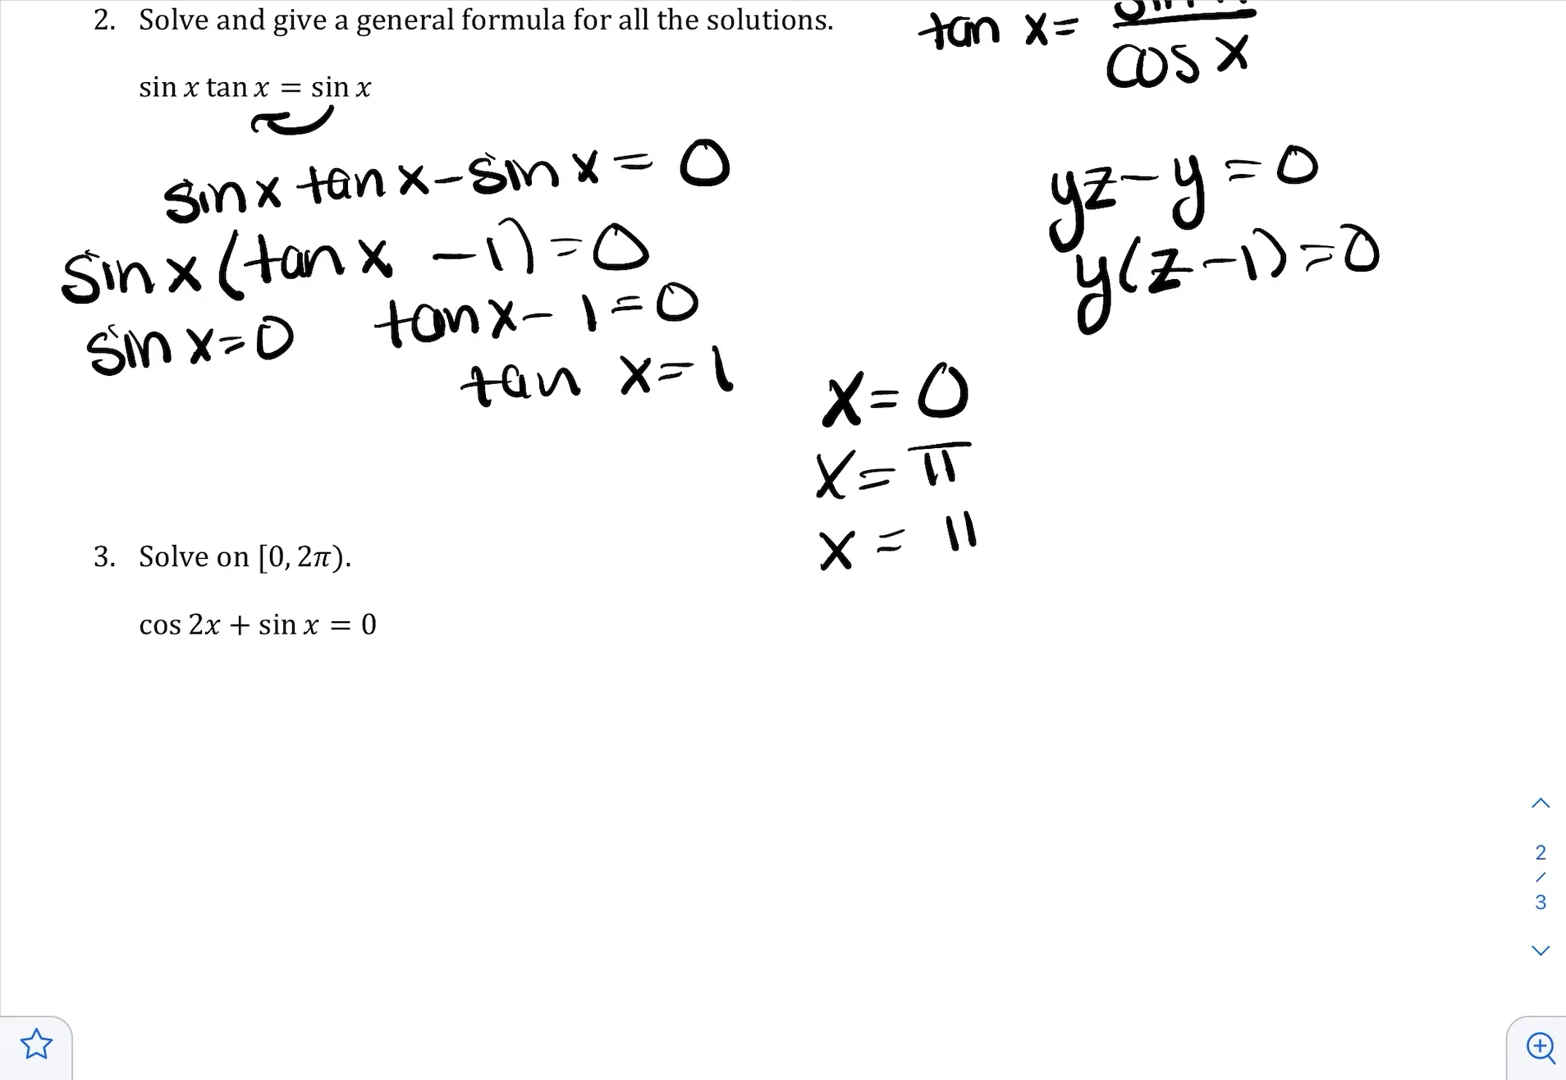 2. Solve and give a general formula for all the solutions.
sin x tan x = sin x
tan x =
cos x
sin x tan x - sin x = 0
sin x (tan x - 1) = 0
sin x = 0 tan x - 1 = 0
tan x = 1
yz - y = 0
y(z - 1) = 0
x = 0
x = π
x = 11
3. Solve on [0, 2π).
cos 2x + sin x = 0
2
/
3